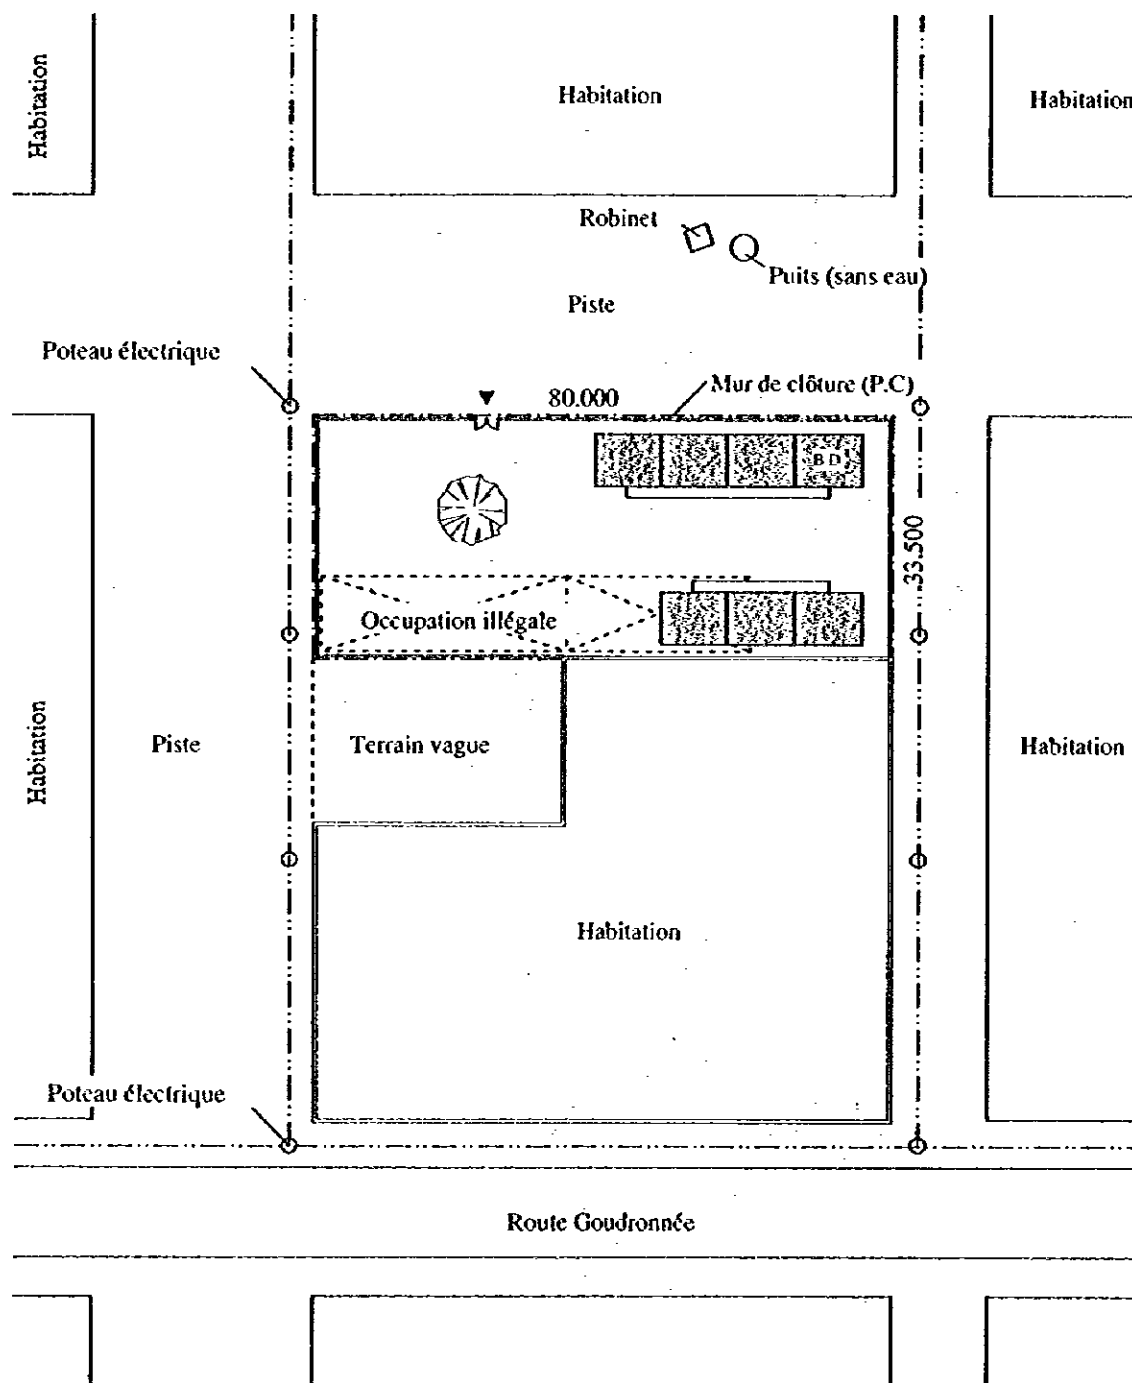 Habitation
Habitation
Habitation
Robinet
Puits (sans eau)
Piste
Poteau électrique
Mur de clôture (P.C)
80.000
B D
33.500
Occupation illégale
Habitation
Piste
Terrain vague
Habitation
Habitation
Poteau électrique
Route Goudronnée